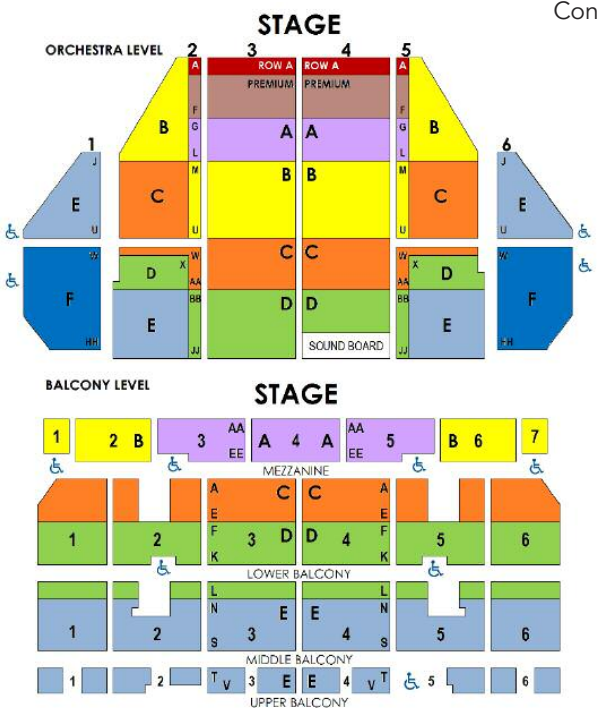 Con
STAGE
ORCHESTRA LEVEL 2 3 4 5
A ROW A ROW A A
PREMIUM PREMIUM
F F
G B A A G B
L L
1 6
J B B J
M M
E C C E
U U U U
W W C C W W
X X
D AA AA D
F BB D D BB F
E E
HH JJ SOUND BOARD JJ HH
BALCONY LEVEL
STAGE
1 2 B 3 AA EE A 4 A AA EE 5 B 6 7
MEZZANINE
A C C A
E E
F F
1 2 3 D D 4 5 6
K K
LOWER BALCONY
L L
N N
1 2 3 E E 4 5 6
S S
MIDDLE BALCONY
1 2 T V 3 E E 4 V T 5 6
UPPER BALCONY